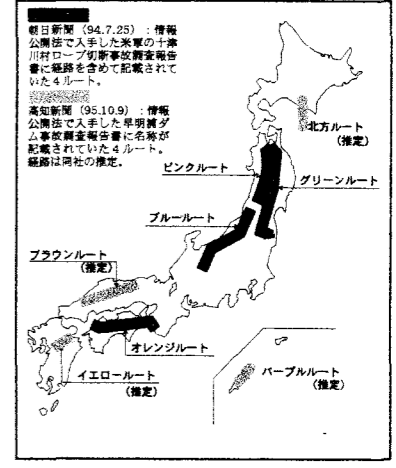 朝日新聞（94.7.25）：情報
公開法で入手した米軍の十津
川村ロープ切断事故調査報告
書に経路を含めて記載されて
いた4ルート。
高知新聞（95.10.9）：情報
公開法で入手した早明浦ダ
ム事故調査報告書に名称が
記載されていた4ルート。
経路は同社の推定。
北方ルート
（推定）
ピンクルート
グリーンルート
ブルールート
ブラウンルート
（推定）
オレンジルート
イエロールート
（推定）
パープルルート
（推定）